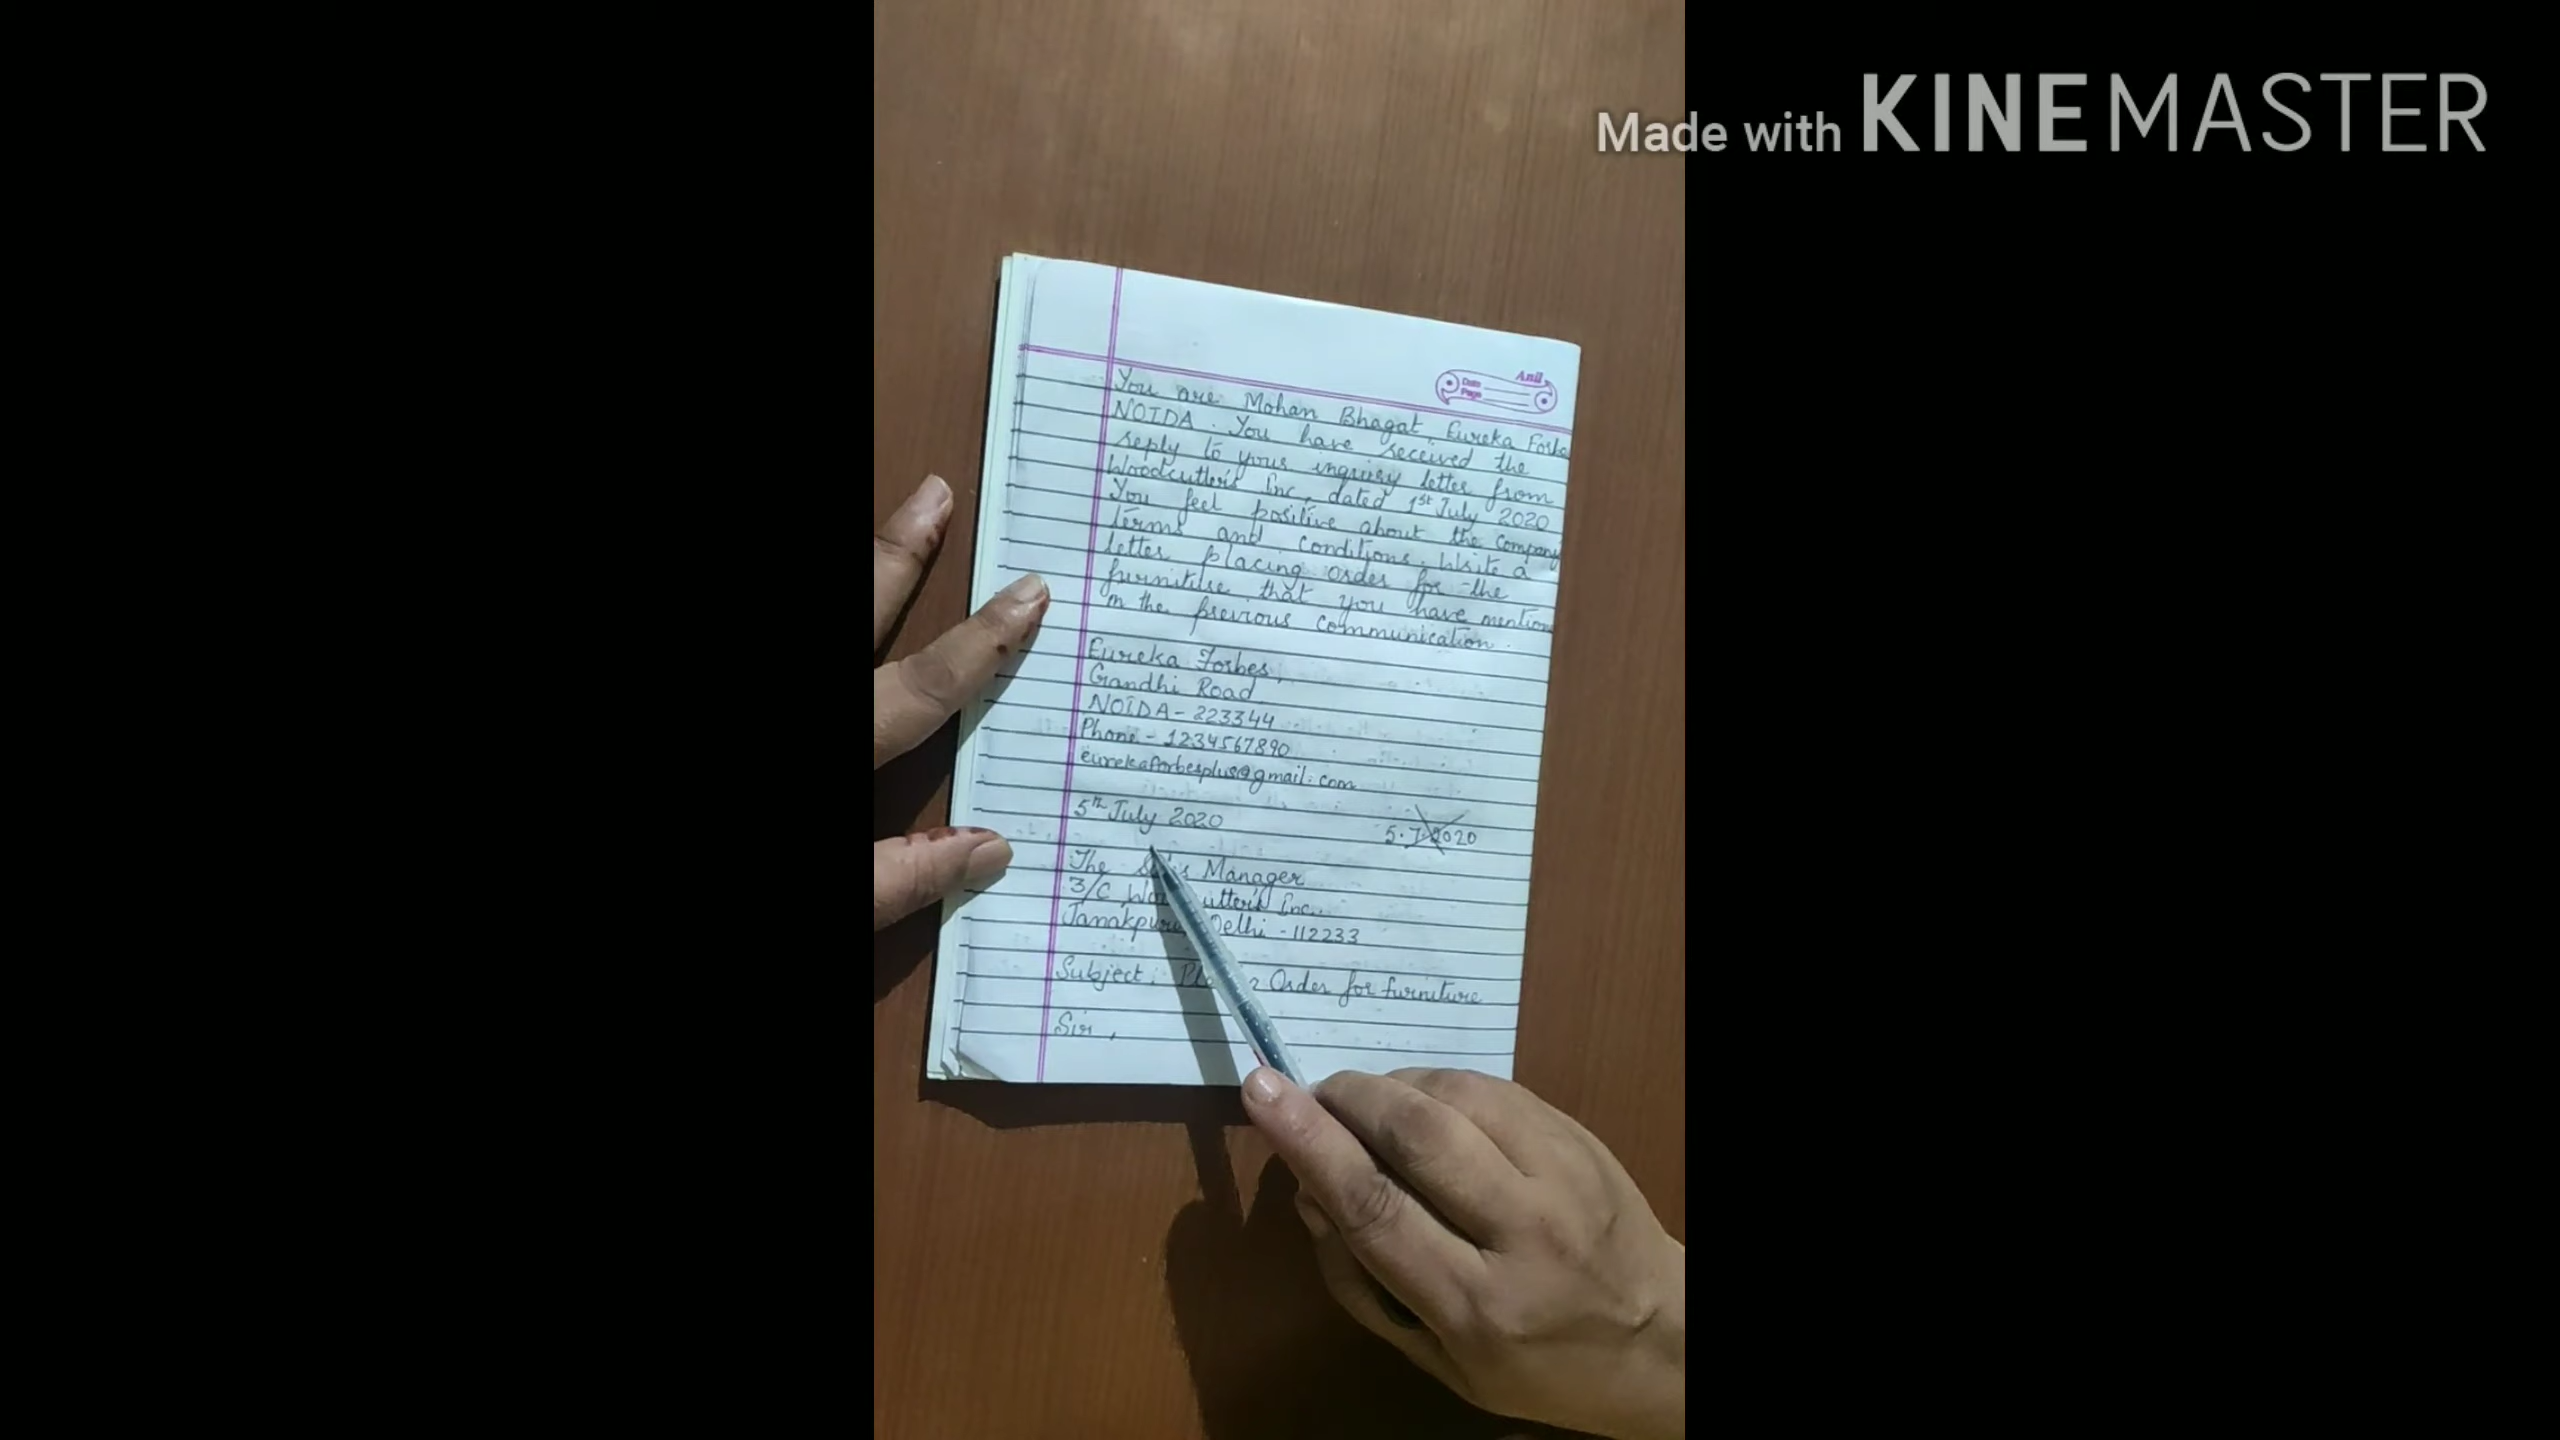 Made with KINEMASTER
Anil
Date
Page
You are Mohan Bhagat, Eureka Forbe
NOIDA. You have received the
reply to your inquiry letter from
Woodcutter's Inc, dated 1st July 2020
You feel positive about the company
terms and conditions. Write a
letter placing order for the
furniture that you have mention
in the previous communication.
Eureka Forbes,
Gandhi Road
NOIDA - 223344
Phone - 1234567890
eurekaforbesplus@gmail.com
5th July 2020
5.7.2020
The Manager
3/C Inc.
Delhi - 112233
Subject: Order for furniture
Sir,